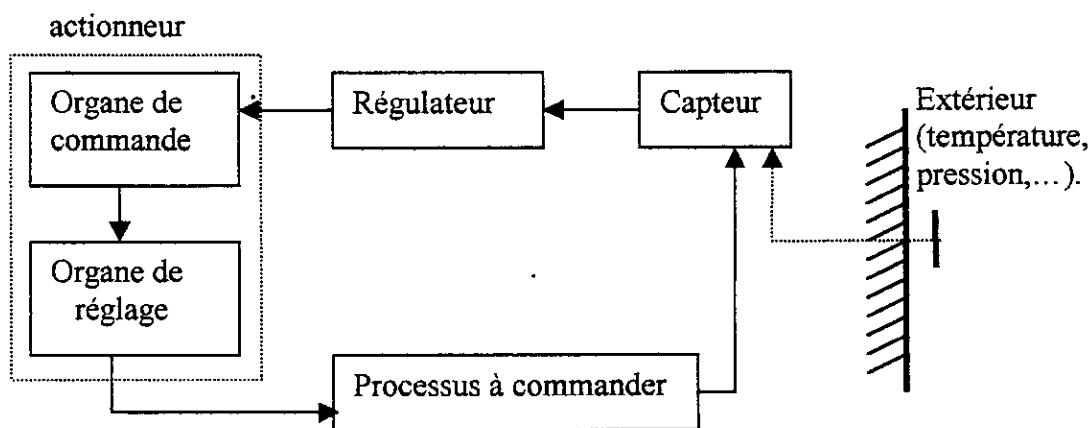 actionneur
Organe de
commande
Régulateur
Capteur
Extérieur
(température,
pression,...).
Organe de
réglage
Processus à commander